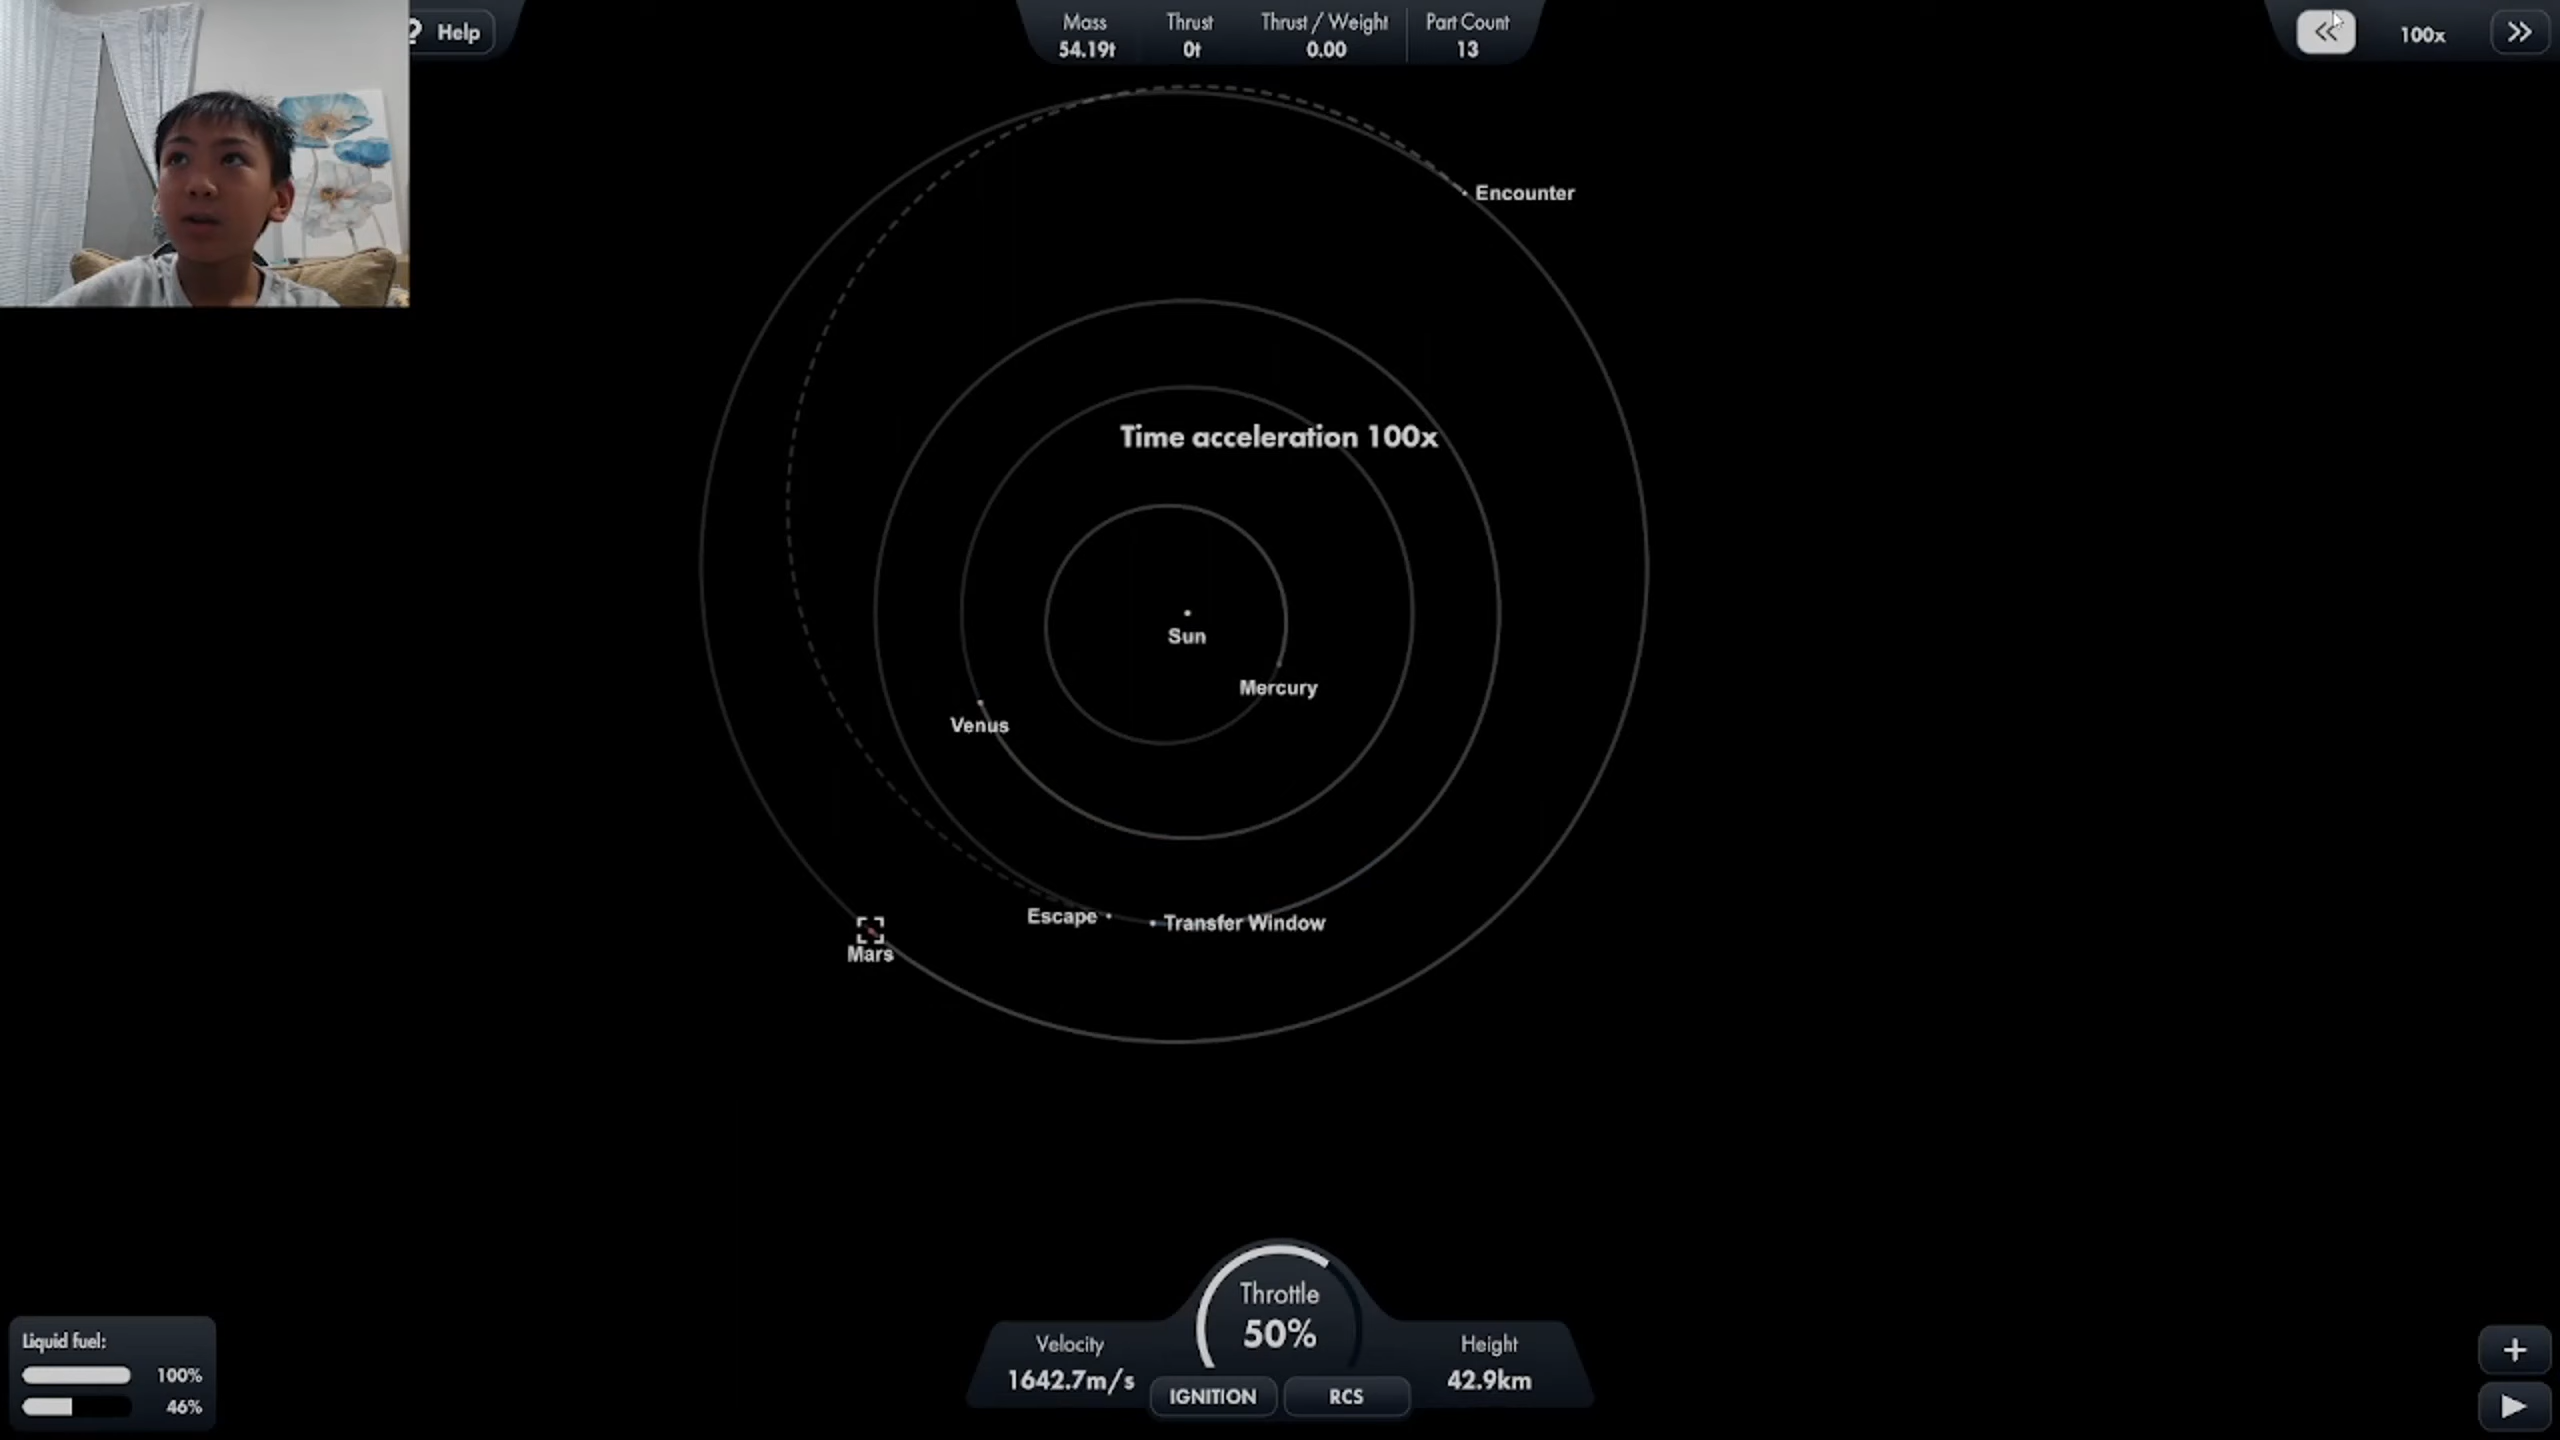 ? Help
Mass
54.19t
Thrust
0t
Thrust / Weight
0.00
Part Count
13
100x
Encounter
Time acceleration 100x
Sun
Mercury
Venus
Escape
Transfer Window
Mars
Throttle
50%
Velocity
1642.7m/s
Height
42.9km
IGNITION
RCS
Liquid fuel:
100%
46%